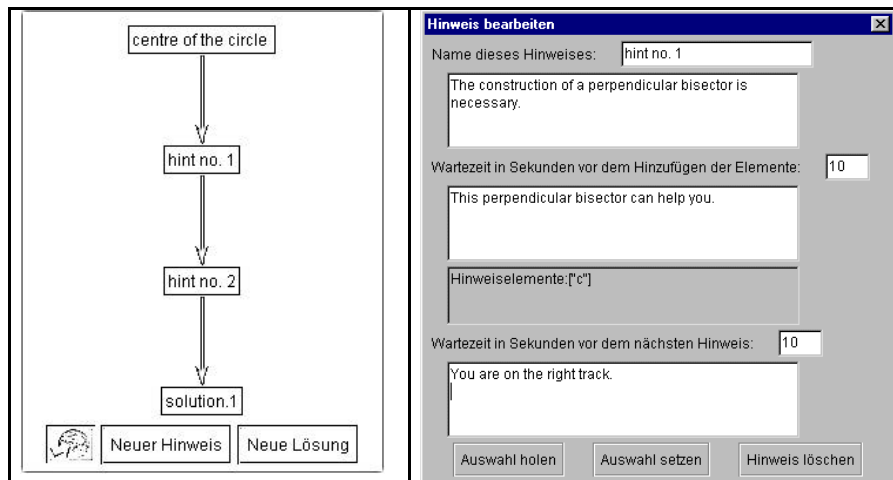 centre of the circle
hint no. 1
hint no. 2
solution.1
Neuer Hinweis
Neue Lösung
Hinweis bearbeiten
Name dieses Hinweises:
hint no. 1
The construction of a perpendicular bisector is
necessary.
Wartezeit in Sekunden vor dem Hinzufügen der Elemente:
10
This perpendicular bisector can help you.
Hinweiselemente:["c"]
Wartezeit in Sekunden vor dem nächsten Hinweis:
10
You are on the right track.
Auswahl holen
Auswahl setzen
Hinweis löschen